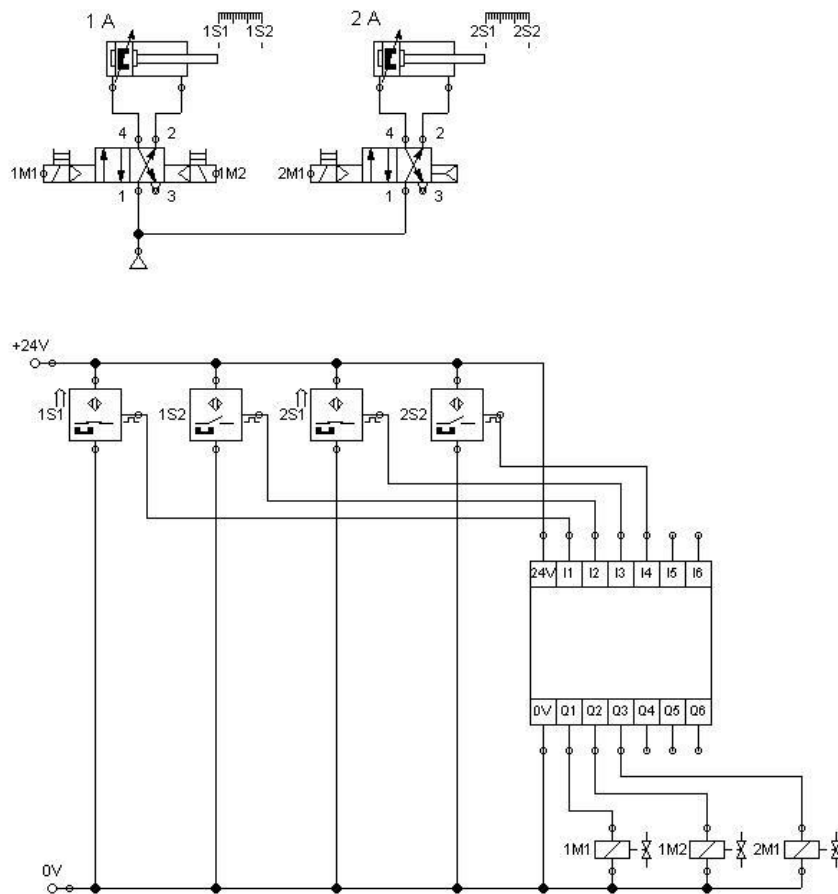 1 A
1S1 1S2
2 A
2S1 2S2
4 2
4 2
1M1
1M2
2M1
1 3
1 3
+24V
1S1
1S2
2S1
2S2
24V I1 I2 I3 I4 I5 I6
0V Q1 Q2 Q3 Q4 Q5 Q6
1M1
1M2
2M1
0V